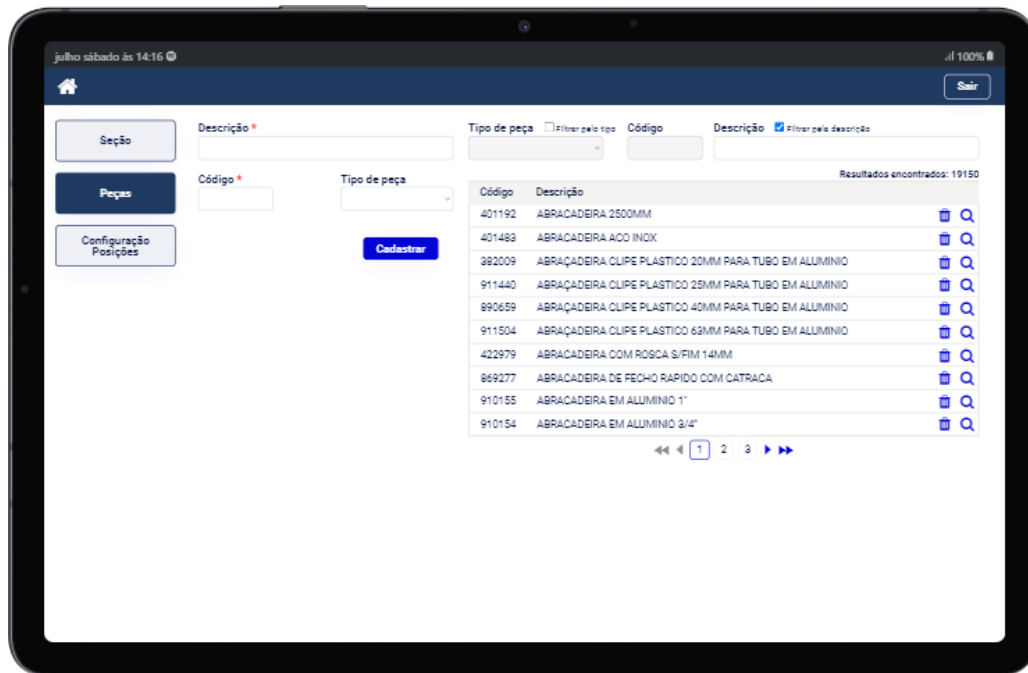 julho sábado às 14:16
100%
Sair
Seção
Peças
Configuração
Posições
Descrição *
Código *
Tipo de peça
Cadastrar
Tipo de peça Filtrar pelo tipo Código Descrição Filtrar pela descrição
Resultados encontrados: 19150
Código Descrição
401192 ABRACADEIRA 2500MM
401483 ABRACADEIRA ACO INOX
382009 ABRAÇADEIRA CLIPE PLASTICO 20MM PARA TUBO EM ALUMINIO
911440 ABRAÇADEIRA CLIPE PLASTICO 25MM PARA TUBO EM ALUMINIO
890659 ABRAÇADEIRA CLIPE PLASTICO 40MM PARA TUBO EM ALUMINIO
911504 ABRAÇADEIRA CLIPE PLASTICO 63MM PARA TUBO EM ALUMINIO
422979 ABRACADEIRA COM ROSCA S/FIM 14MM
869277 ABRACADEIRA DE FECHO RAPIDO COM CATRACA
910155 ABRACADEIRA EM ALUMINIO 1"
910154 ABRACADEIRA EM ALUMINIO 3/4"
1 2 3